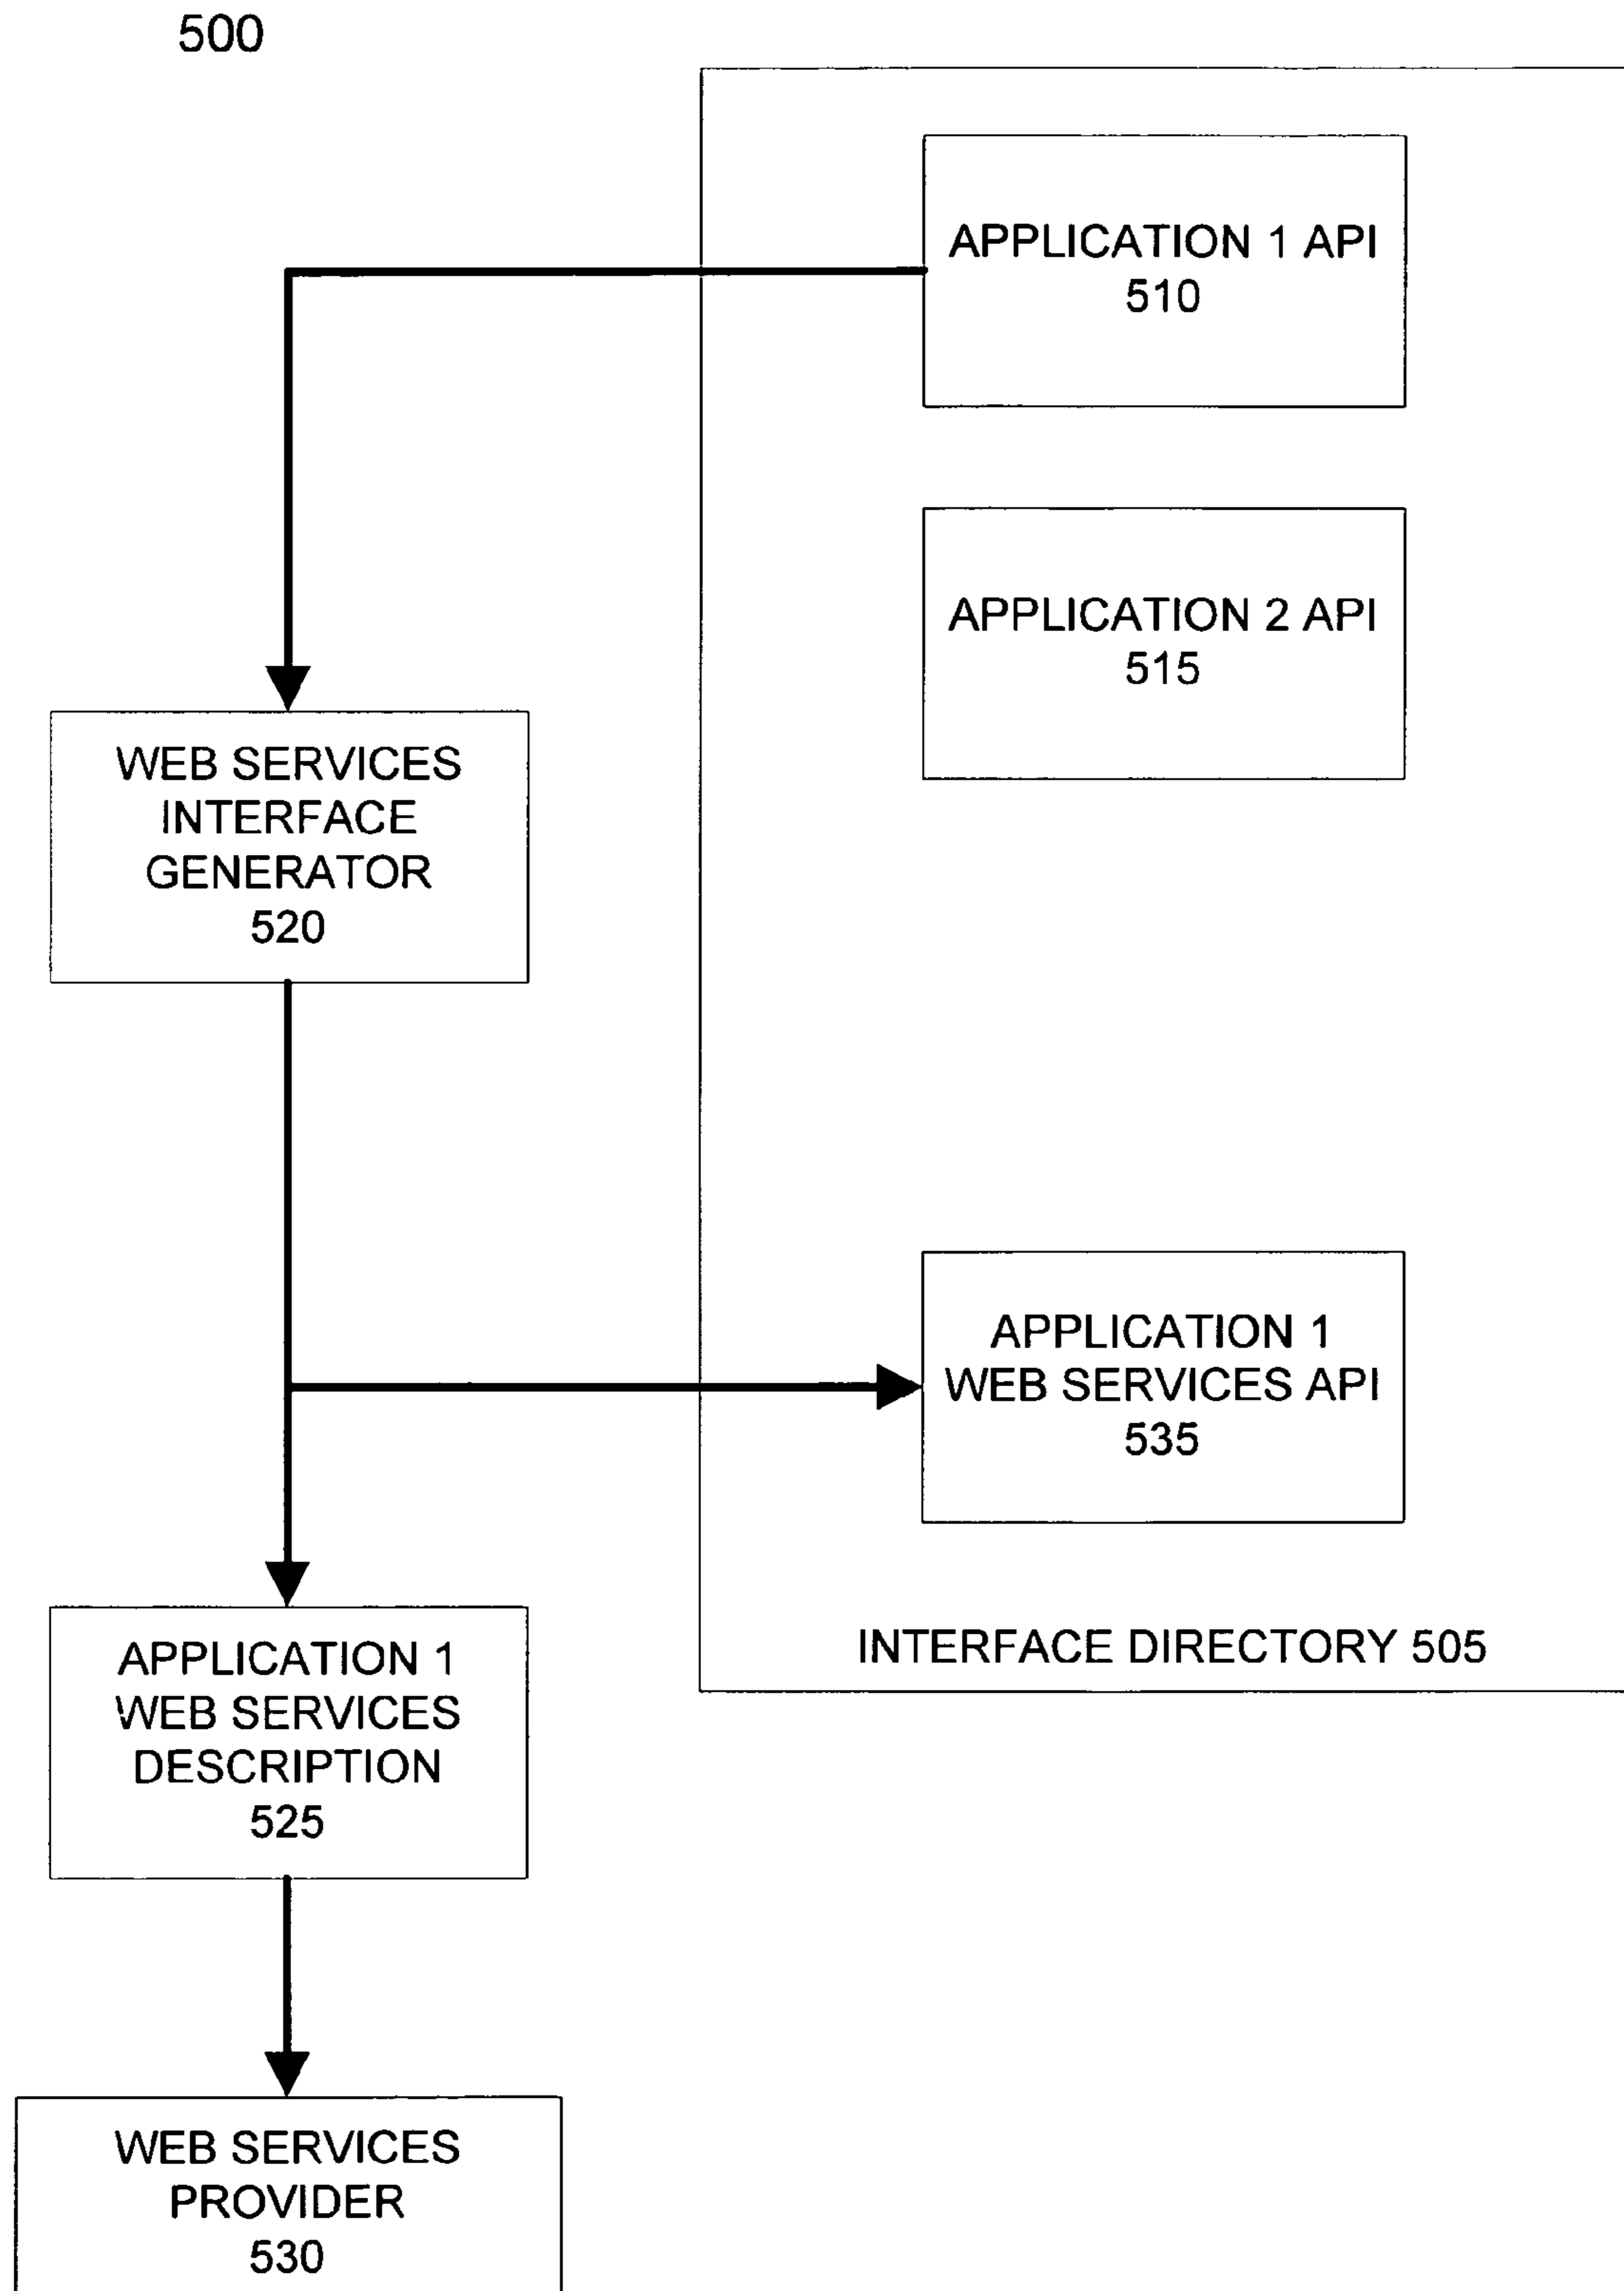 500
APPLICATION 1 API
510
APPLICATION 2 API
515
WEB SERVICES
INTERFACE
GENERATOR
520
APPLICATION 1
WEB SERVICES API
535
INTERFACE DIRECTORY 505
APPLICATION 1
WEB SERVICES
DESCRIPTION
525
WEB SERVICES
PROVIDER
530